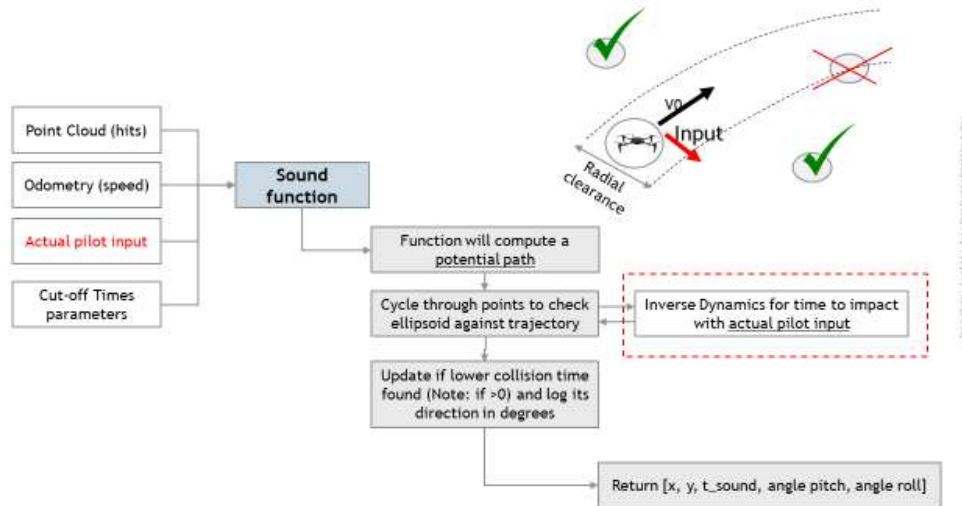 V0
Input
Radial
clearance
Point Cloud (hits)
Odometry (speed)
Actual pilot input
Cut-off Times
parameters
Sound
function
Function will compute a
potential path
Cycle through points to check
ellipsoid against trajectory
Inverse Dynamics for time to impact
with actual pilot input
Update if lower collision time
found (Note: if >0) and log its
direction in degrees
Return [x, y, t_sound, angle pitch, angle roll]